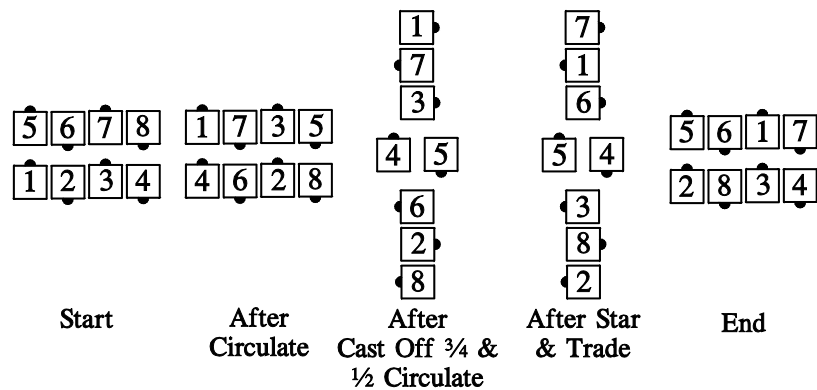 1 7
7 1
3 6
5 6 7 8 1 7 3 5 4 5 5 4 5 6 1 7
1 2 3 4 4 6 2 8 6 3 2 8 3 4
2 8
8 2
Start After After After Star End
Circulate Cast Off ¾ & & Trade
½ Circulate